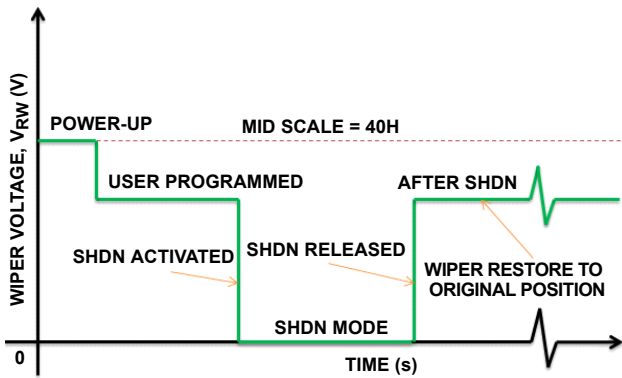 WIPER VOLTAGE, VRW (V)
POWER-UP
MID SCALE = 40H
USER PROGRAMMED
AFTER SHDN
SHDN ACTIVATED
SHDN RELEASED
WIPER RESTORE TO
ORIGINAL POSITION
SHDN MODE
0
TIME (s)